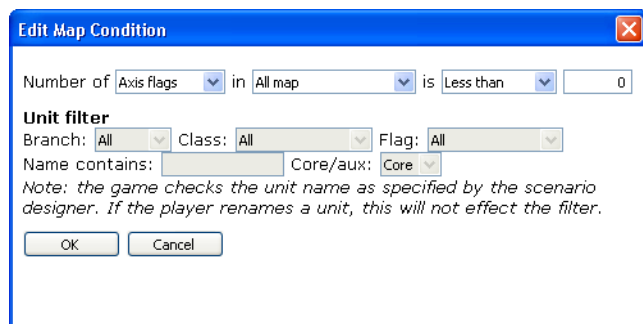 Edit Map Condition
Number of Axis flags in All map is Less than 0
Unit filter
Branch: All Class: All Flag: All
Name contains: Core/aux: Core
Note: the game checks the unit name as specified by the scenario
designer. If the player renames a unit, this will not effect the filter.
OK Cancel